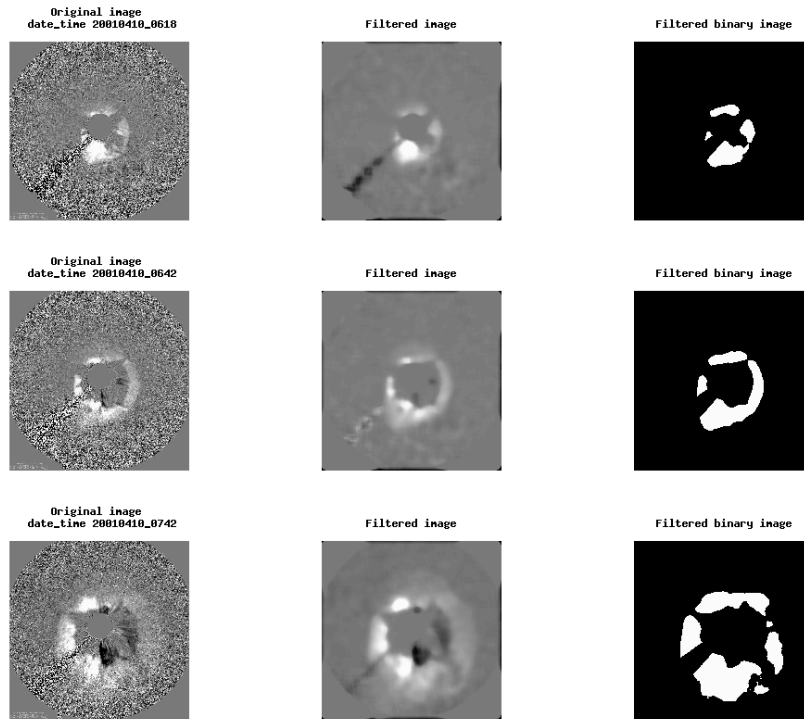 Original image
date_time 20010410_0618
Filtered image
Filtered binary image
Original image
date_time 20010410_0642
Filtered image
Filtered binary image
Original image
date_time 20010410_0742
Filtered image
Filtered binary image